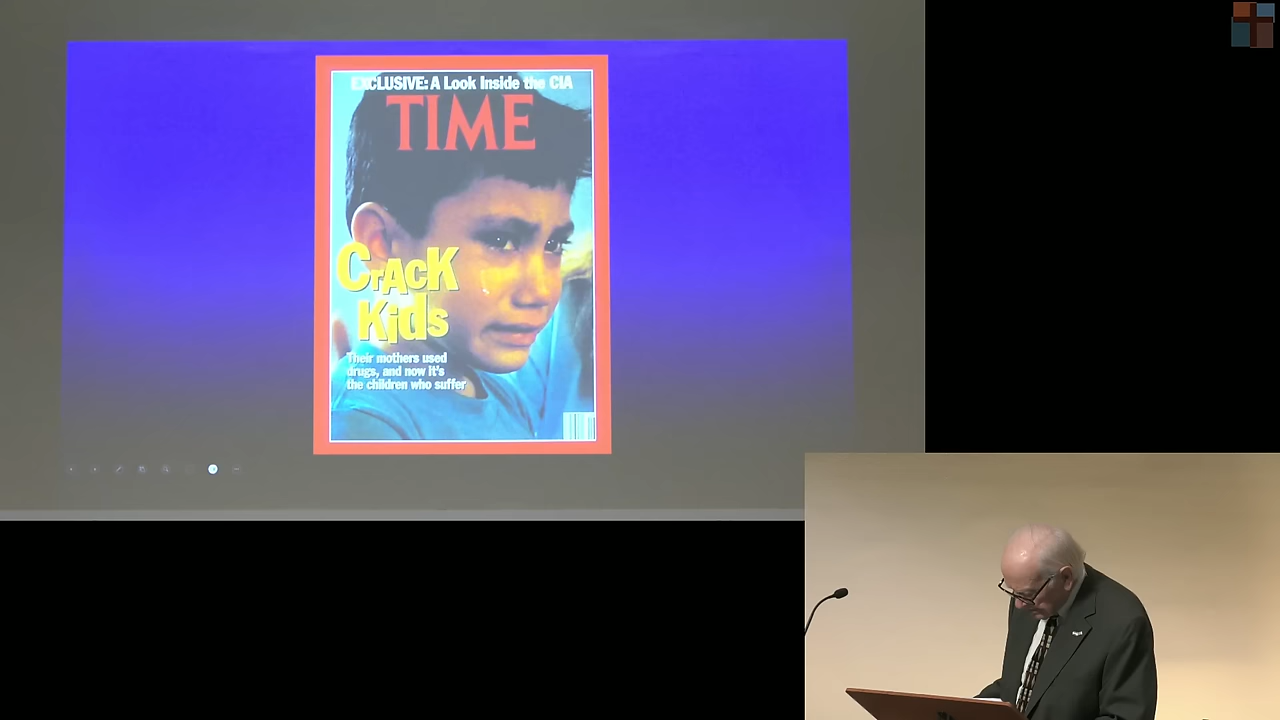 EXCLUSIVE: A Look Inside the CIA
TIME
CrAcK
Kids
Their mothers used
drugs, and now it's
the children who suffer